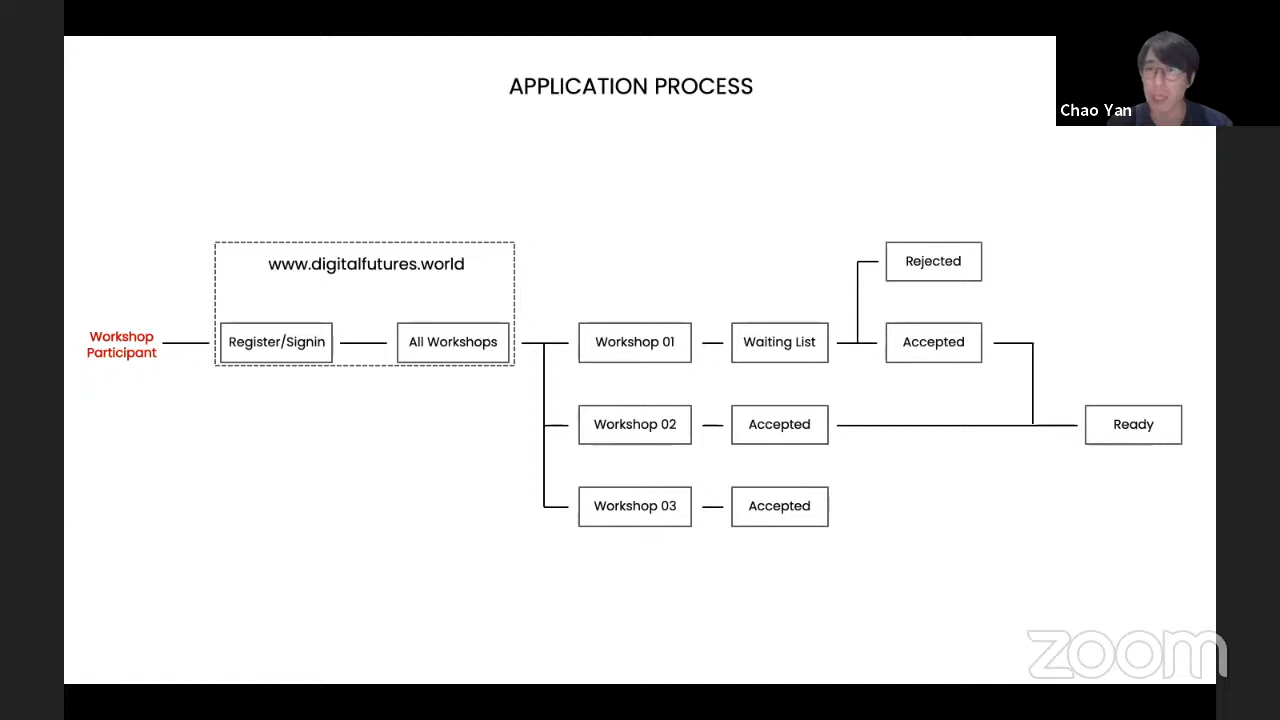 APPLICATION PROCESS
Chao Yan
www.digitalfutures.world
Rejected
Workshop
Participant
Register/Signin
All Workshops
Workshop 01
Waiting List
Accepted
Workshop 02
Accepted
Ready
Workshop 03
Accepted
zoom